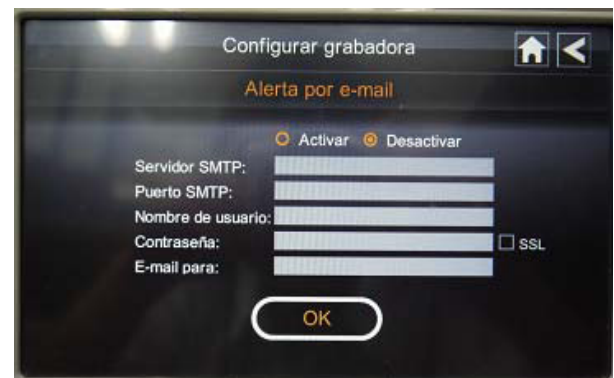 Configurar grabadora
Alerta por e-mail
Activar Desactivar
Servidor SMTP:
Puerto SMTP:
Nombre de usuario:
Contraseña:
SSL
E-mail para:
OK